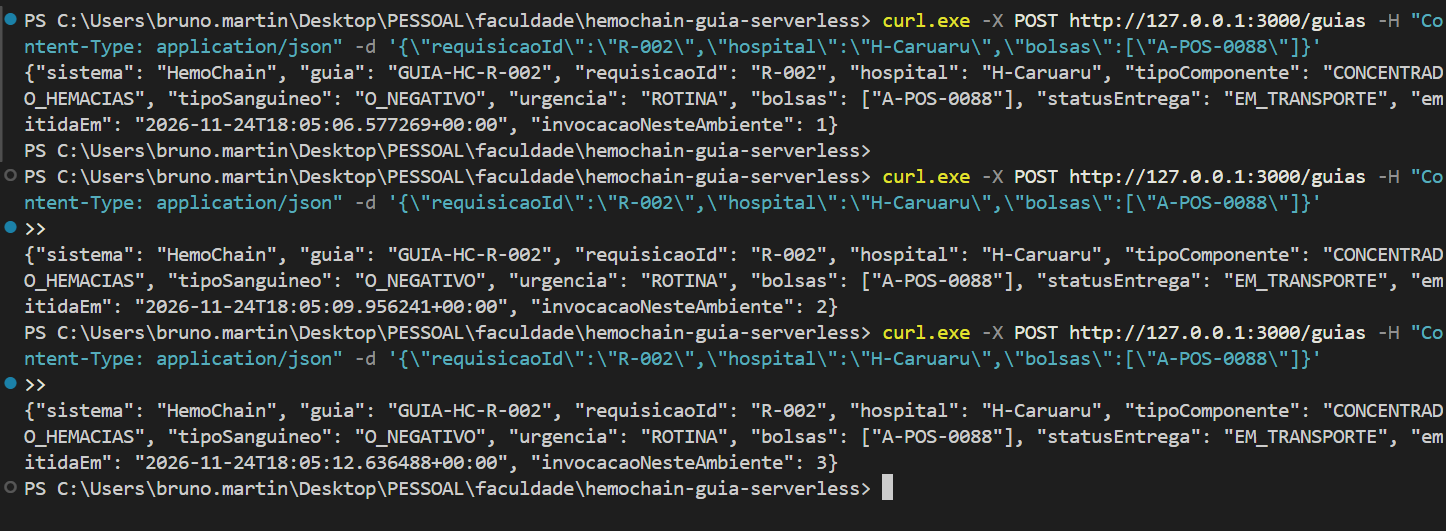 PS C:\Users\bruno.martin\Desktop\PESSOAL\faculdade\hemochain-guia-serverless> curl.exe -X POST http://127.0.0.1:3000/guias -H "Co
ntent-Type: application/json" -d '{\"requisicaoId\":\"R-002\",\"hospital\":\"H-Caruaru\",\"bolsas\":[\"A-POS-0088\"]}'
{"sistema": "HemoChain", "guia": "GUIA-HC-R-002", "requisicaoId": "R-002", "hospital": "H-Caruaru", "tipoComponente": "CONCENTRAD
O_HEMACIAS", "tipoSanguineo": "O_NEGATIVO", "urgencia": "ROTINA", "bolsas": ["A-POS-0088"], "statusEntrega": "EM_TRANSPORTE", "em
itidaEm": "2026-11-24T18:05:06.577269+00:00", "invocacaoNesteAmbiente": 1}
PS C:\Users\bruno.martin\Desktop\PESSOAL\faculdade\hemochain-guia-serverless>
PS C:\Users\bruno.martin\Desktop\PESSOAL\faculdade\hemochain-guia-serverless> curl.exe -X POST http://127.0.0.1:3000/guias -H "Co
ntent-Type: application/json" -d '{\"requisicaoId\":\"R-002\",\"hospital\":\"H-Caruaru\",\"bolsas\":[\"A-POS-0088\"]}'
>>
{"sistema": "HemoChain", "guia": "GUIA-HC-R-002", "requisicaoId": "R-002", "hospital": "H-Caruaru", "tipoComponente": "CONCENTRAD
O_HEMACIAS", "tipoSanguineo": "O_NEGATIVO", "urgencia": "ROTINA", "bolsas": ["A-POS-0088"], "statusEntrega": "EM_TRANSPORTE", "em
itidaEm": "2026-11-24T18:05:09.956241+00:00", "invocacaoNesteAmbiente": 2}
PS C:\Users\bruno.martin\Desktop\PESSOAL\faculdade\hemochain-guia-serverless> curl.exe -X POST http://127.0.0.1:3000/guias -H "Co
ntent-Type: application/json" -d '{\"requisicaoId\":\"R-002\",\"hospital\":\"H-Caruaru\",\"bolsas\":[\"A-POS-0088\"]}'
>>
{"sistema": "HemoChain", "guia": "GUIA-HC-R-002", "requisicaoId": "R-002", "hospital": "H-Caruaru", "tipoComponente": "CONCENTRAD
O_HEMACIAS", "tipoSanguineo": "O_NEGATIVO", "urgencia": "ROTINA", "bolsas": ["A-POS-0088"], "statusEntrega": "EM_TRANSPORTE", "em
itidaEm": "2026-11-24T18:05:12.636488+00:00", "invocacaoNesteAmbiente": 3}
PS C:\Users\bruno.martin\Desktop\PESSOAL\faculdade\hemochain-guia-serverless>